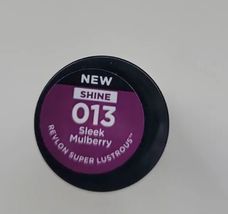 NEW
SHINE
013
Sleek
Mulberry
REVLON SUPER LUSTROUS™